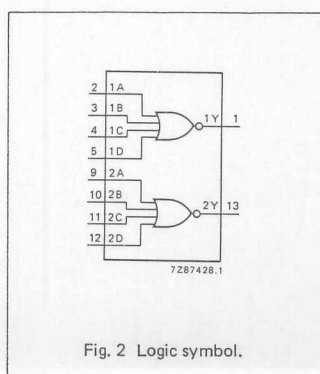 2 1A
3 1B
1Y 1
4 1C
5 1D
9 2A
10 2B
2Y 13
11 2C
12 2D
7Z87428.1
Fig. 2 Logic symbol.